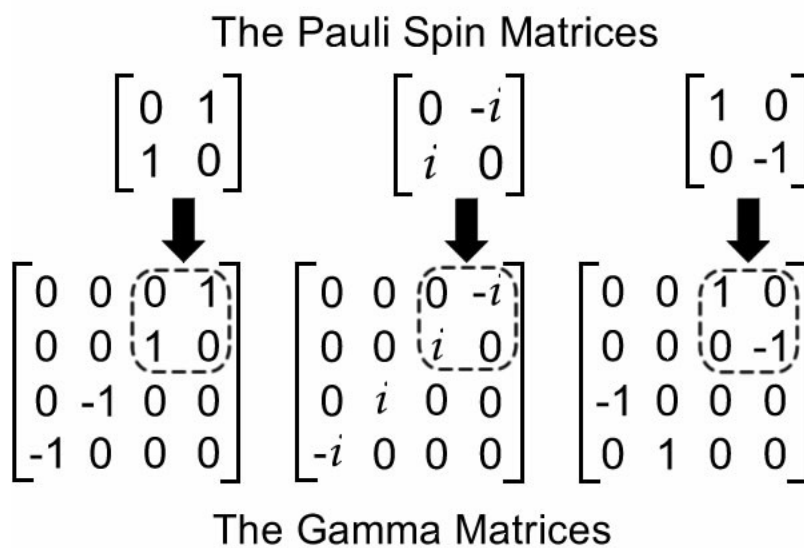 The Pauli Spin Matrices
0 1 0 -i 1 0
1 0 i 0 0 -1
0 0 0 1 0 0 0 -i 0 0 1 0
0 0 1 0 0 0 i 0 0 0 0 -1
0 -1 0 0 0 i 0 0 -1 0 0 0
-1 0 0 0 -i 0 0 0 0 1 0 0
The Gamma Matrices